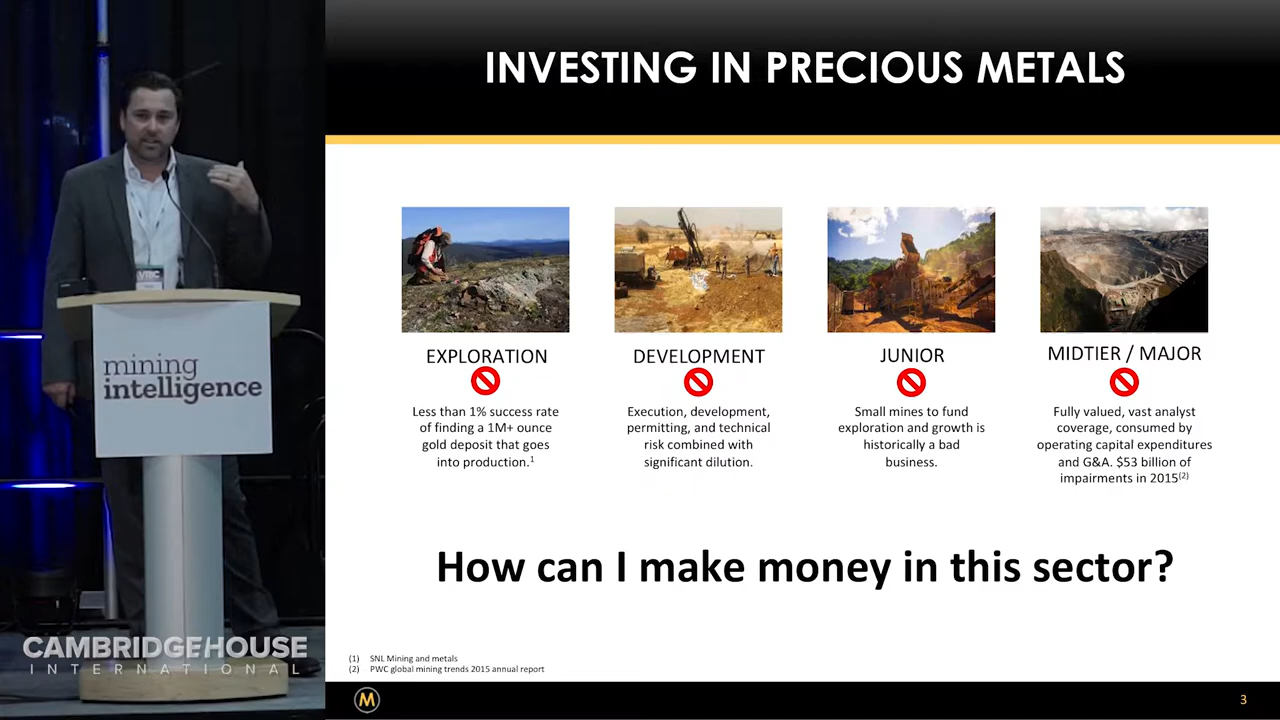 INVESTING IN PRECIOUS METALS
EXPLORATION
Less than 1% success rate
of finding a 1M+ ounce
gold deposit that goes
into production.1
DEVELOPMENT
Execution, development,
permitting, and technical
risk combined with
significant dilution.
JUNIOR
Small mines to fund
exploration and growth is
historically a bad
business.
MIDTIER / MAJOR
Fully valued, vast analyst
coverage, consumed by
operating capital expenditures
and G&A. $53 billion of
impairments in 2015(2)
How can I make money in this sector?
(1) SNL Mining and metals
(2) PWC global mining trends 2015 annual report
M
3
VRIC
mining
intelligence
CAMBRIDGE HOUSE
INTERNATIONAL